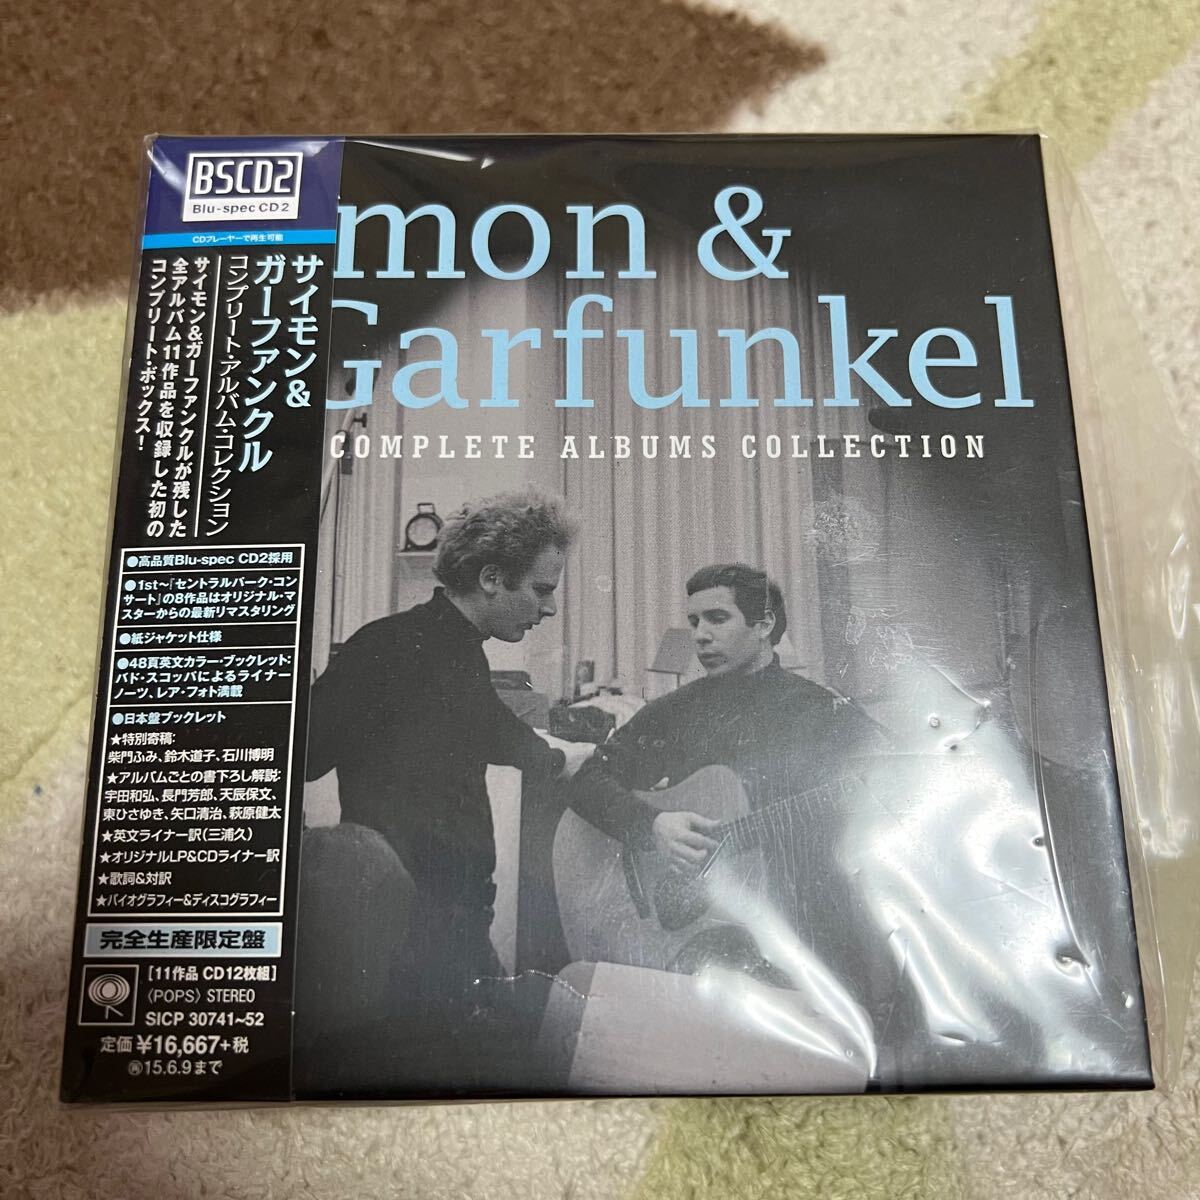 BSCD2
Blu-spec CD2
CDプレーヤーで再生可能
サイモン&
ガーファンクル
コンプリート・アルバム・コレクション
サイモン&ガーファンクルが残した
全アルバム11作品を収録した初の
コンプリート・ボックス!
●高品質Blu-spec CD2採用
●1st~『セントラルパーク・コン
サート』の8作品はオリジナル・マ
スターからの最新リマスタリング
●紙ジャケット仕様
●48頁英文カラー・ブックレット:
バド・スコッパによるライナー
ノーツ、レア・フォト満載
●日本盤ブックレット
★特別寄稿:
柴門ふみ、鈴木道子、石川博明
★アルバムごとの書下ろし解説:
宇田和弘、長門芳郎、天辰保文、
東ひさゆき、矢口清治、萩原健太
★英文ライナー訳(三浦久)
★オリジナルLP&CDライナー訳
★歌詞&対訳
★バイオグラフィー&ディスコグラフィー
完全生産限定盤
[11作品 CD12枚組]
〈POPS〉 STEREO
SICP 30741~52
定価¥16,667+税
㋐15.6.9まで
mon &
Garfunkel
COMPLETE ALBUMS COLLECTION